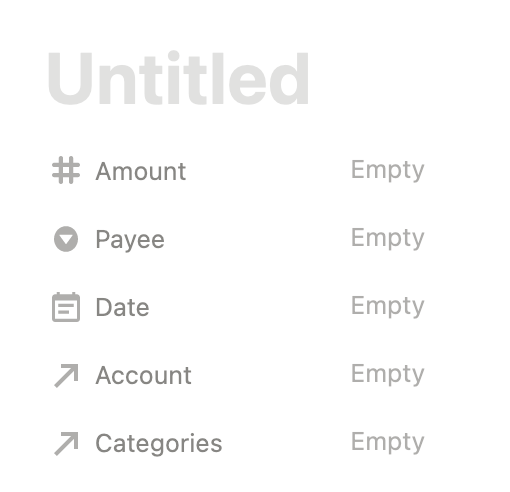 Untitled
Amount Empty
Payee Empty
Date Empty
Account Empty
Categories Empty